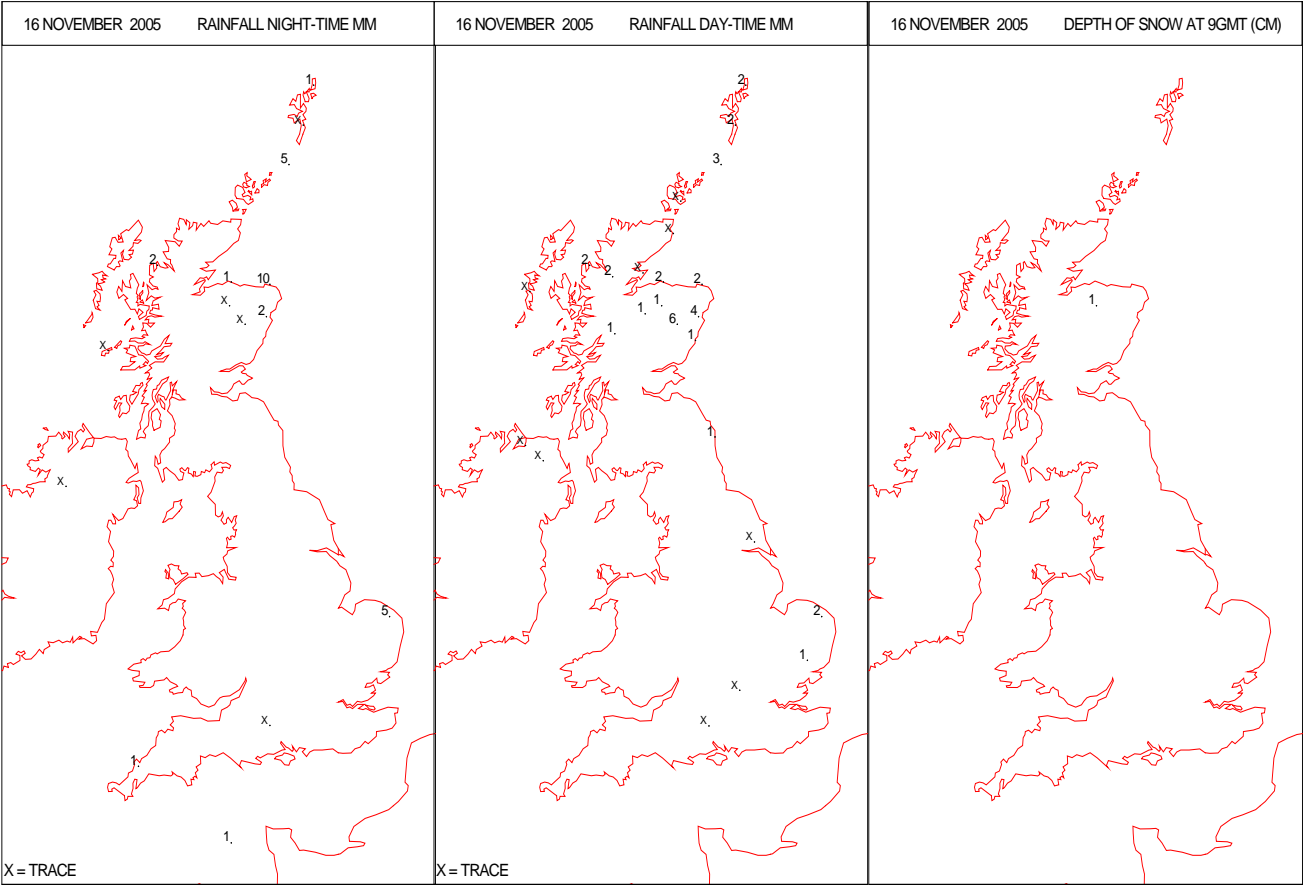 16 NOVEMBER 2005 RAINFALL NIGHT-TIME MM
1.
X.
5.
2.
1. 10.
X.
2.
X.
X.
X.
5.
X.
1.
1.
X = TRACE
16 NOVEMBER 2005 RAINFALL DAY-TIME MM
2.
2.
3.
X.
X.
2.
X.
2.
2. 2.
X.
1.
1. 4.
6.
1.
1.
1.
X.
X.
X.
2.
1.
X.
X.
X = TRACE
16 NOVEMBER 2005 DEPTH OF SNOW AT 9GMT (CM)
1.